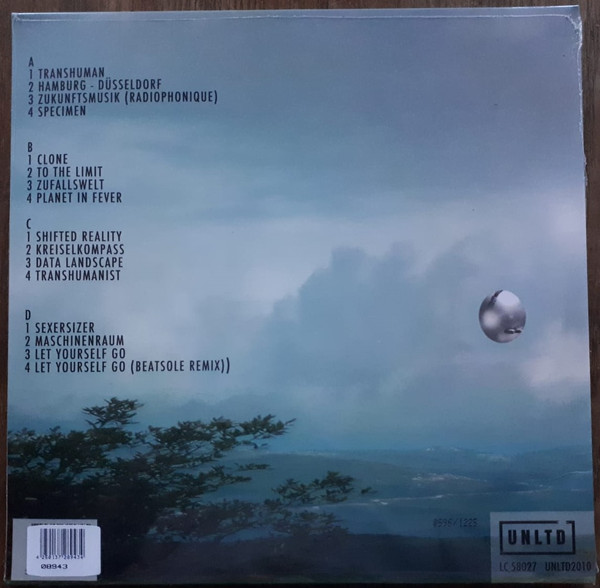 A
1 TRANSHUMAN
2 HAMBURG - DÜSSELDORF
3 ZUKUNFTSMUSIK (RADIOPHONIQUE)
4 SPECIMEN
B
1 CLONE
2 TO THE LIMIT
3 ZUFALLSWELT
4 PLANET IN FEVER
C
1 SHIFTED REALITY
2 KREISELKOMPASS
3 DATA LANDSCAPE
4 TRANSHUMANIST
D
1 SEXERSIZER
2 MASCHINENRAUM
3 LET YOURSELF GO
4 LET YOURSELF GO (BEATSOLE REMIX))
UNLTD
LC 58027 UNLTD2019
08943